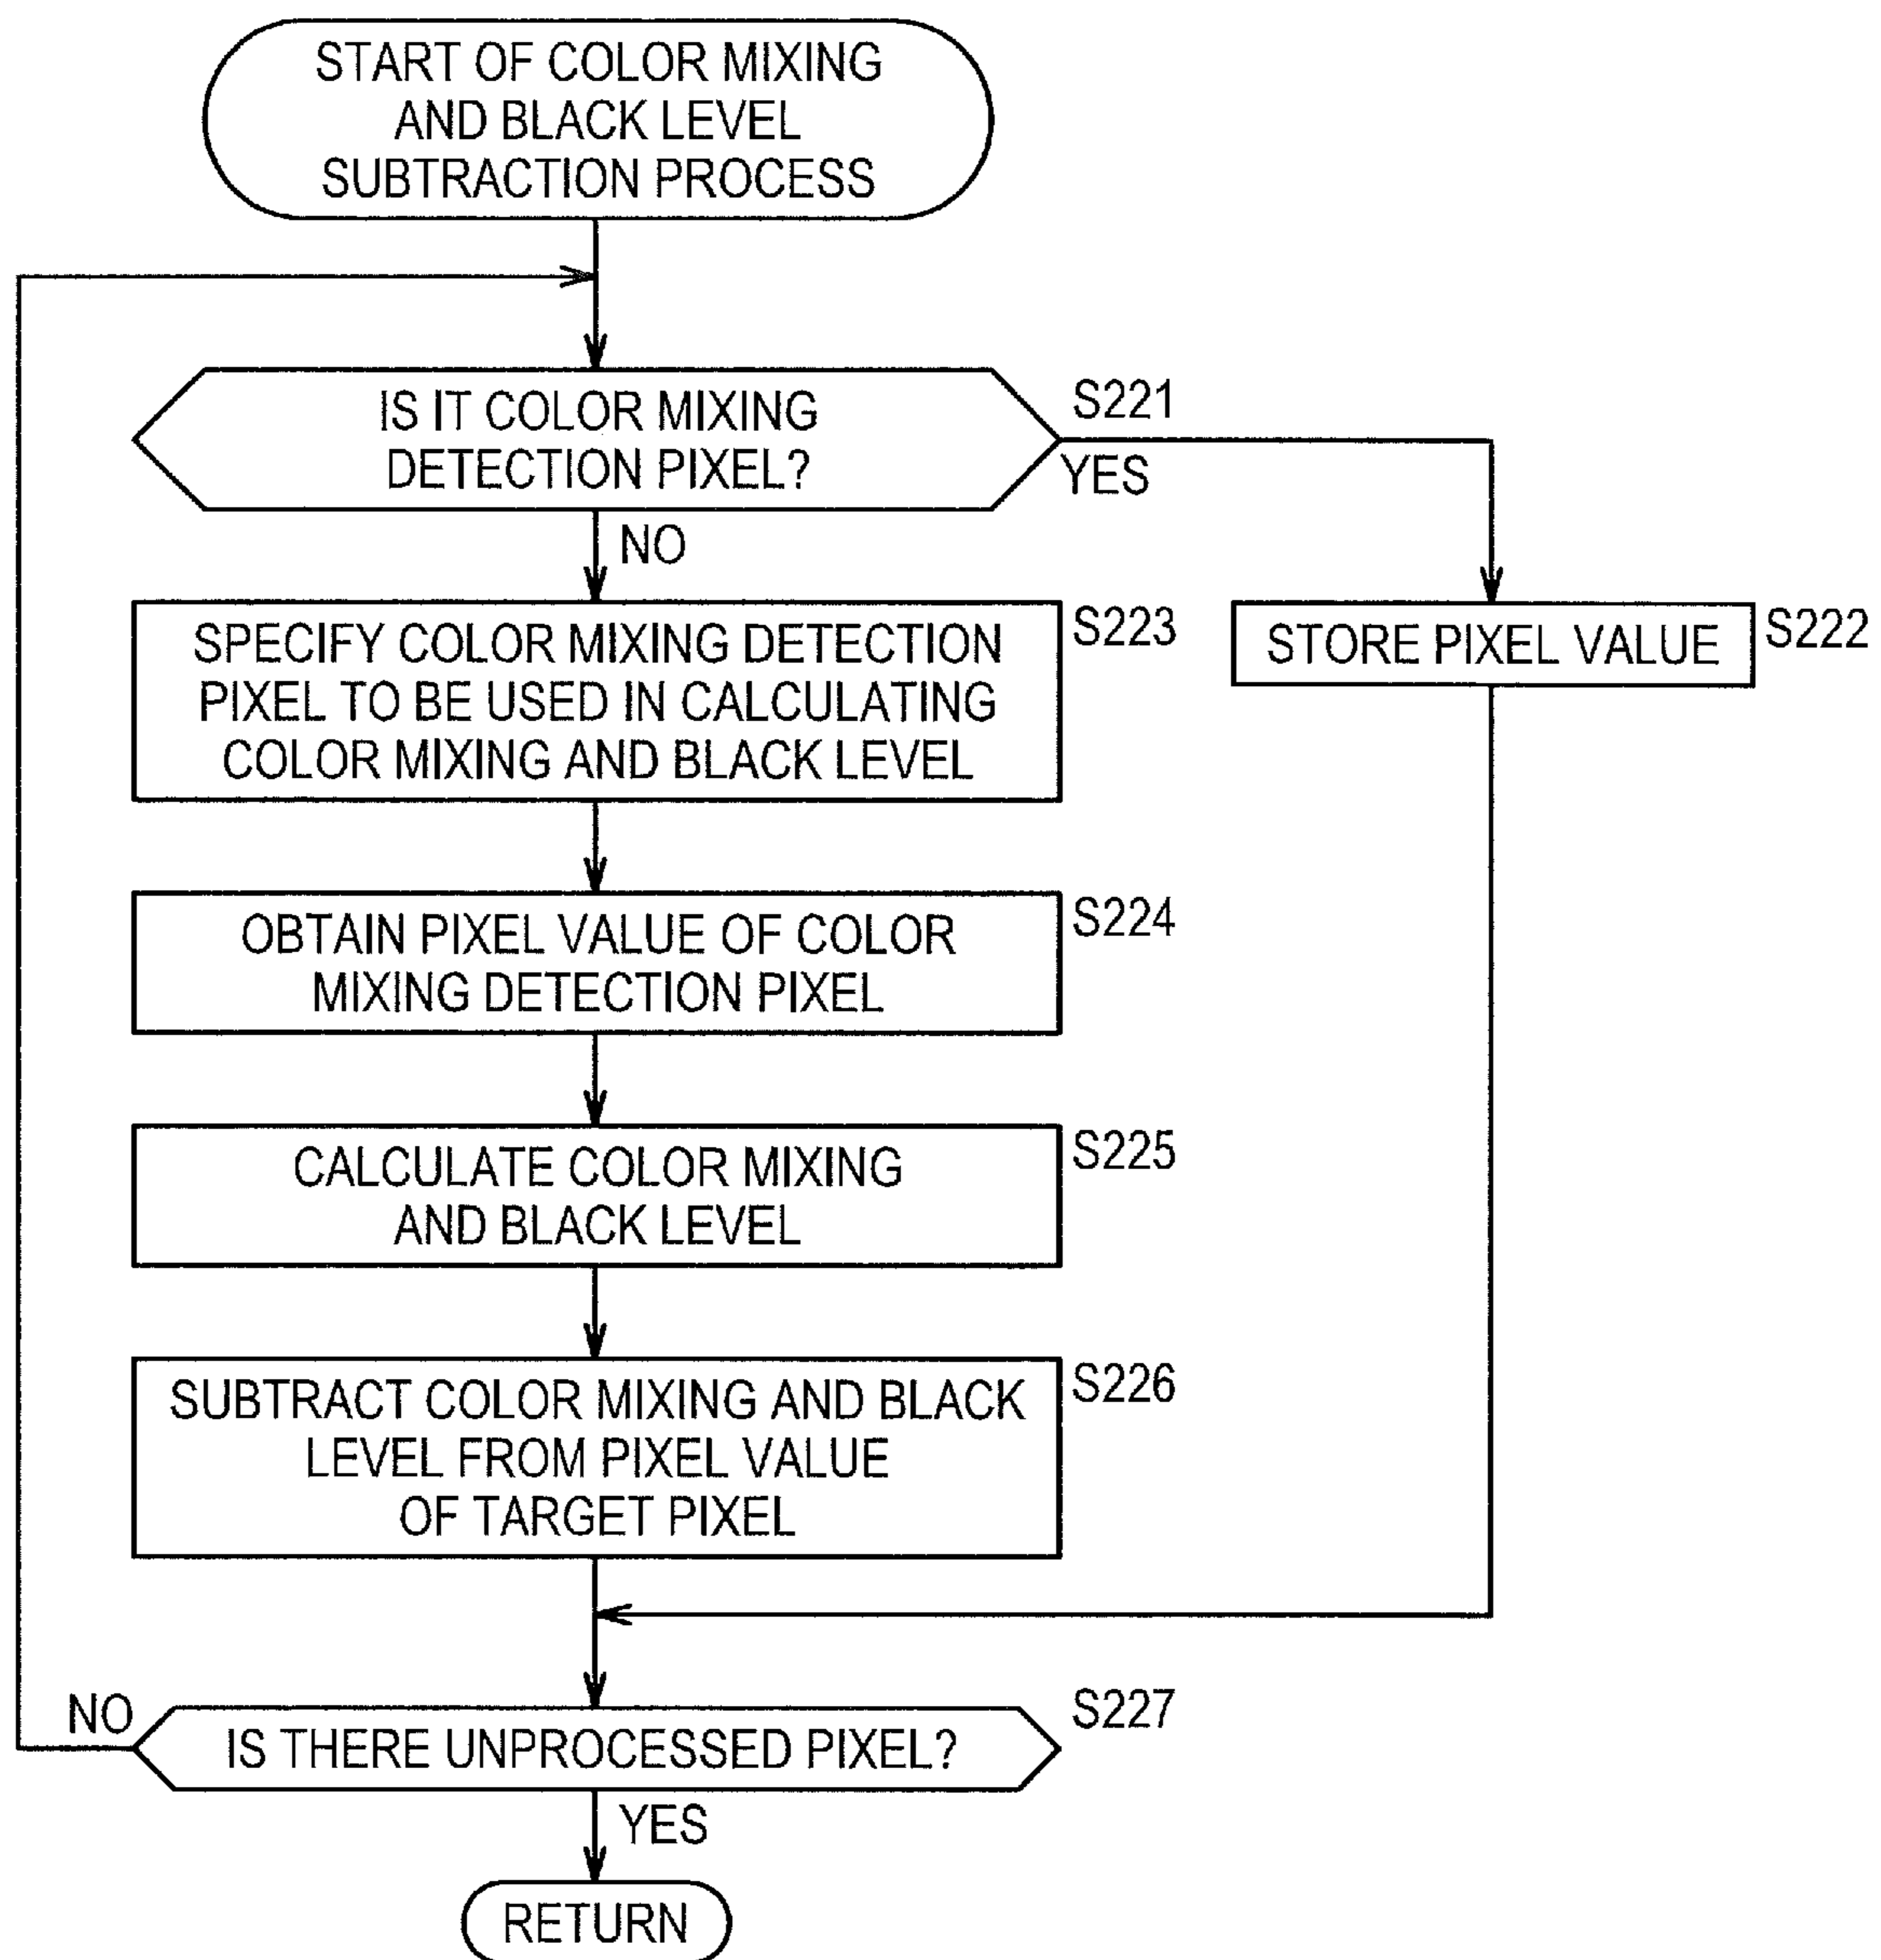 START OF COLOR MIXING
AND BLACK LEVEL
SUBTRACTION PROCESS
IS IT COLOR MIXING
DETECTION PIXEL?
S221
YES
NO
SPECIFY COLOR MIXING DETECTION
PIXEL TO BE USED IN CALCULATING
COLOR MIXING AND BLACK LEVEL
S223
STORE PIXEL VALUE
S222
OBTAIN PIXEL VALUE OF COLOR
MIXING DETECTION PIXEL
S224
CALCULATE COLOR MIXING
AND BLACK LEVEL
S225
SUBTRACT COLOR MIXING AND BLACK
LEVEL FROM PIXEL VALUE
OF TARGET PIXEL
S226
NO
IS THERE UNPROCESSED PIXEL?
S227
YES
RETURN